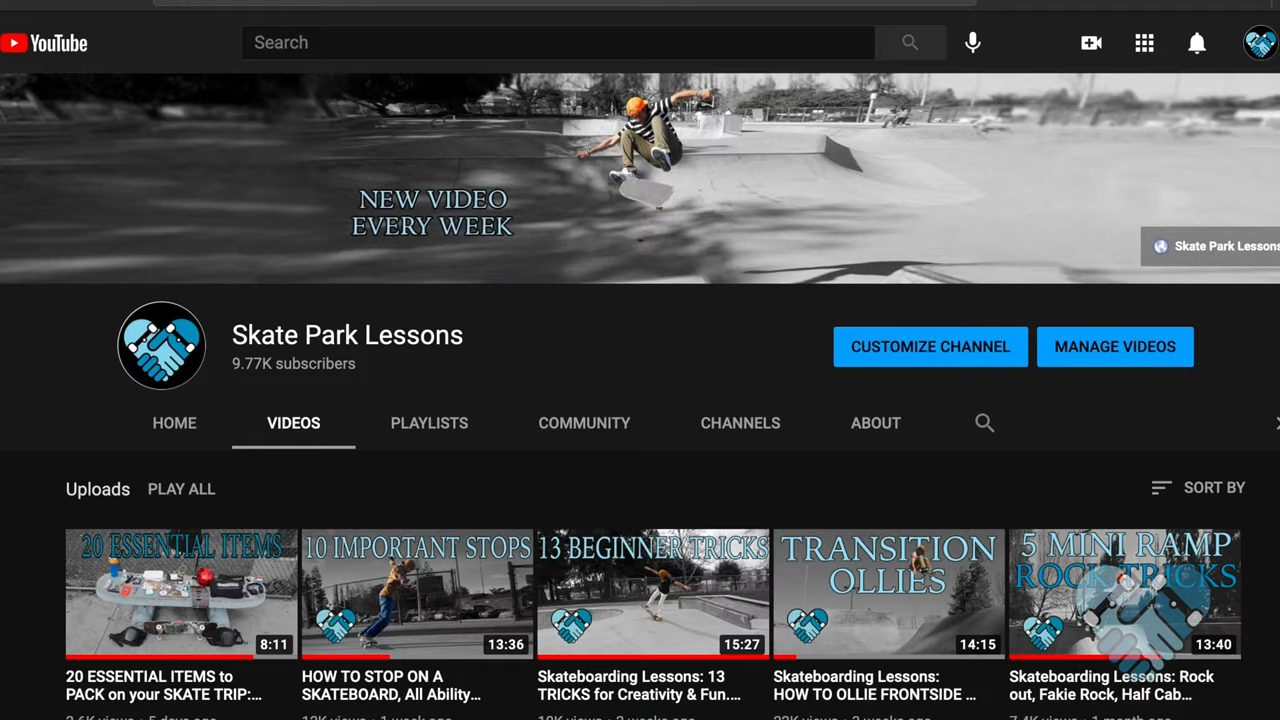 YouTube
Search
NEW VIDEO
EVERY WEEK
Skate Park Lessons
Skate Park Lessons
9.77K subscribers
CUSTOMIZE CHANNEL
MANAGE VIDEOS
HOME
VIDEOS
PLAYLISTS
COMMUNITY
CHANNELS
ABOUT
Uploads
PLAY ALL
SORT BY
20 ESSENTIAL ITEMS
8:11
10 IMPORTANT STOPS
13:36
13 BEGINNER TRICKS
15:27
TRANSITION
OLLIES
14:15
5 MINI RAMP
ROCK TRICKS
13:40
20 ESSENTIAL ITEMS to
PACK on your SKATE TRIP:...
HOW TO STOP ON A
SKATEBOARD, All Ability...
Skateboarding Lessons: 13
TRICKS for Creativity & Fun....
Skateboarding Lessons:
HOW TO OLLIE FRONTSIDE ...
Skateboarding Lessons: Rock
out, Fakie Rock, Half Cab...